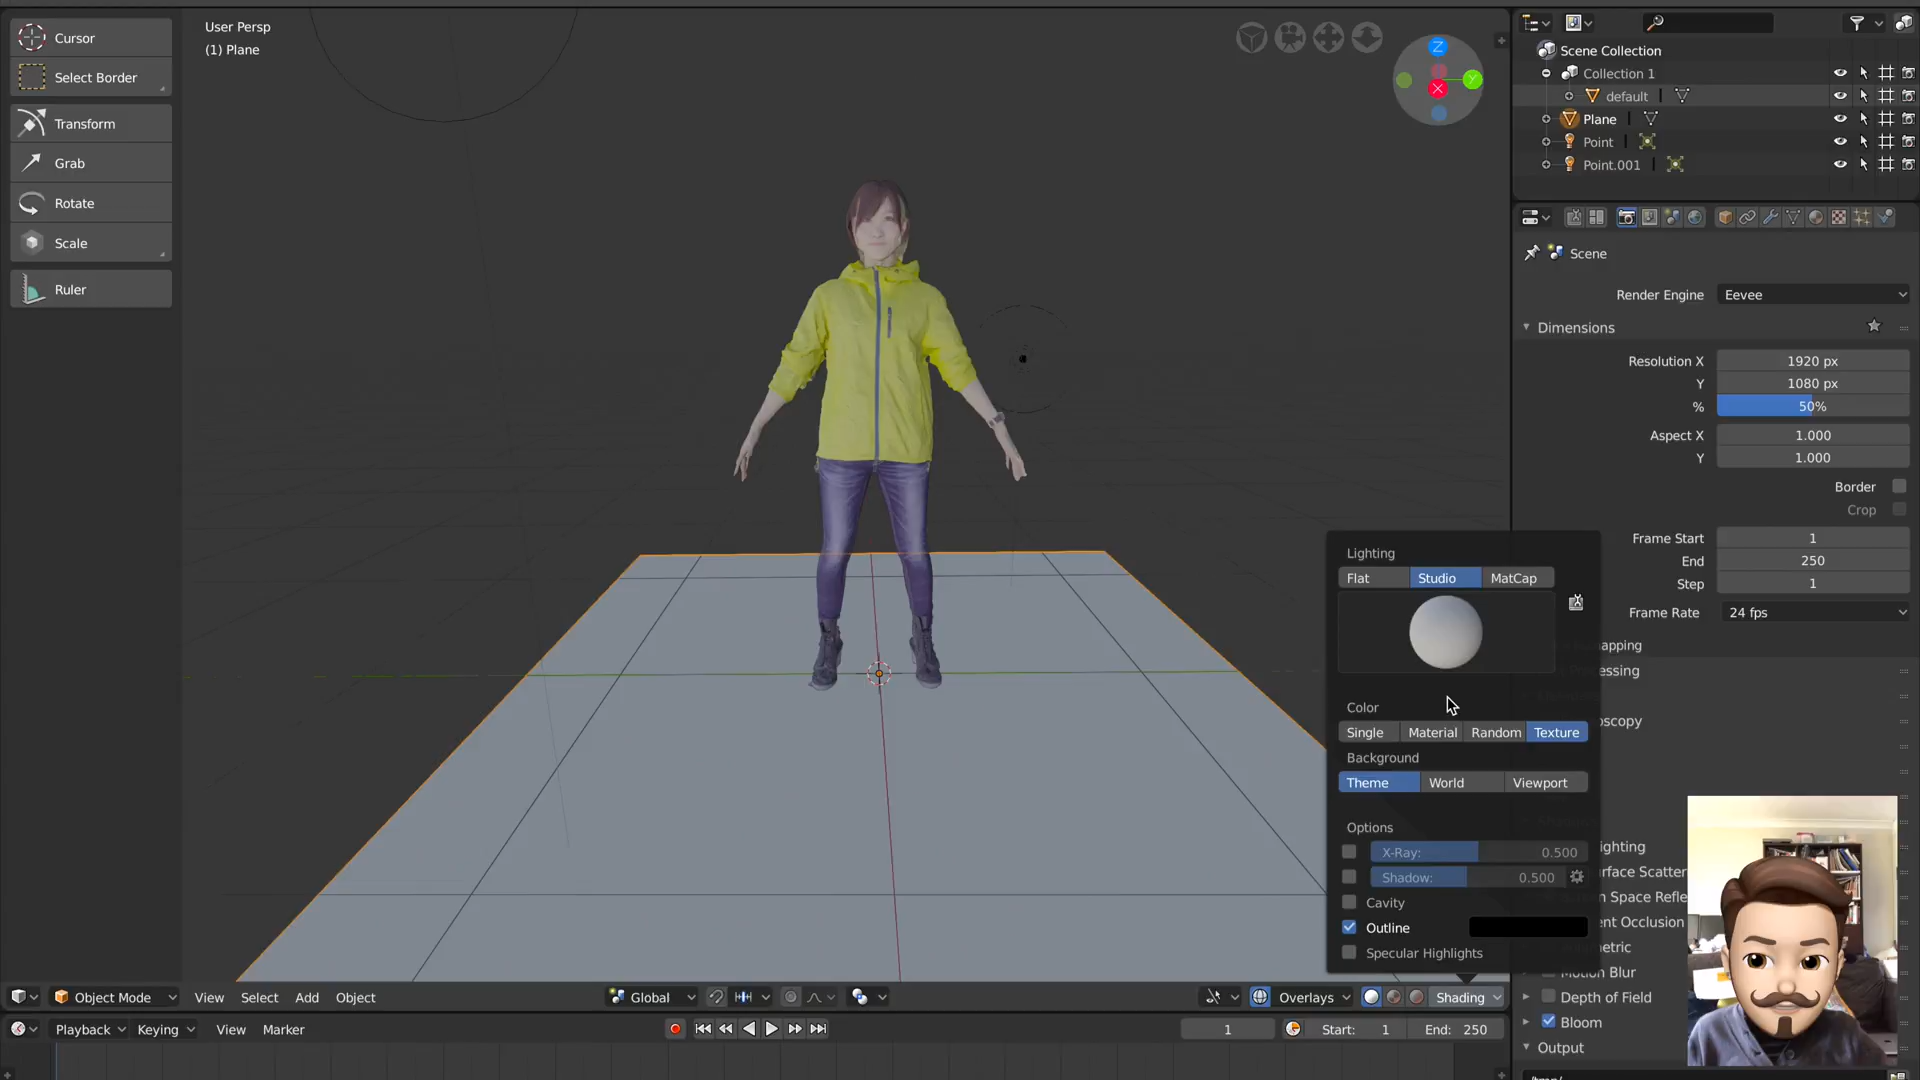 Cursor
Select Border
Transform
Grab
Rotate
Scale
Ruler
User Persp
(1) Plane
Z
Y
X
Scene Collection
Collection 1
default
Plane
Point
Point.001
Scene
Render Engine
Eevee
Dimensions
Resolution X
1920 px
Y
1080 px
%
50%
Aspect X
1.000
Y
1.000
Border
Crop
Frame Start
1
End
250
Step
1
Frame Rate
24 fps
Lighting
Flat
Studio
MatCap
Color
Single
Material
Random
Texture
Background
Theme
World
Viewport
Options
X-Ray:
0.500
Shadow:
0.500
Cavity
Outline
Specular Highlights
mapping
Processing
oscopy
ighting
urface Scatter
n Space Refle
ent Occlusion
metric
Motion Blur
Depth of Field
Bloom
Output
Object Mode
View
Select
Add
Object
Global
Overlays
Shading
Playback
Keying
View
Marker
1
Start:
1
End:
250